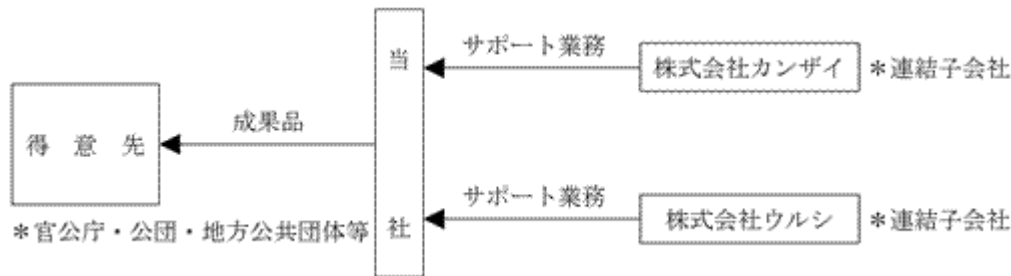 サポート業務
株式会社カンザイ
＊連結子会社
当社
成果品
得意先
＊官公庁・公団・地方公共団体等
サポート業務
株式会社ウルシ
＊連結子会社